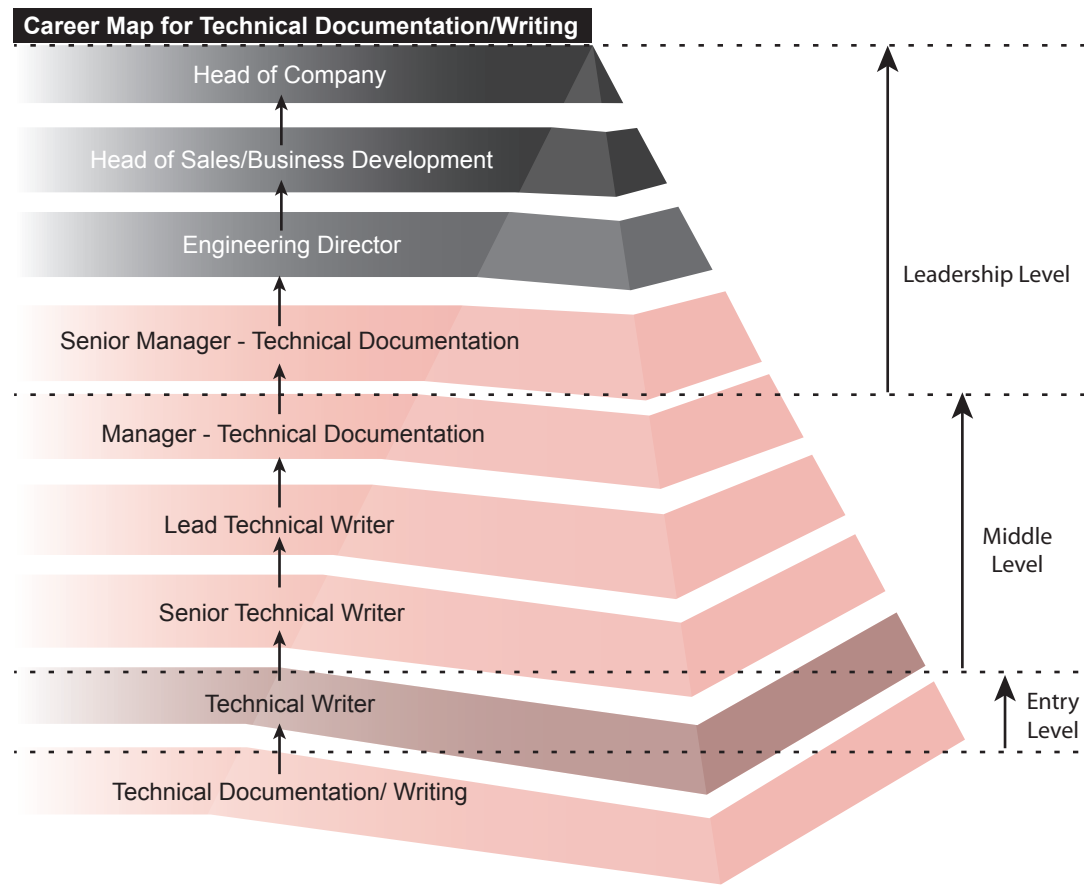 Career Map for Technical Documentation/Writing
Head of Company
Head of Sales/Business Development
Engineering Director
Leadership Level
Senior Manager - Technical Documentation
Manager - Technical Documentation
Lead Technical Writer
Middle
Level
Senior Technical Writer
Technical Writer
Entry
Level
Technical Documentation/ Writing